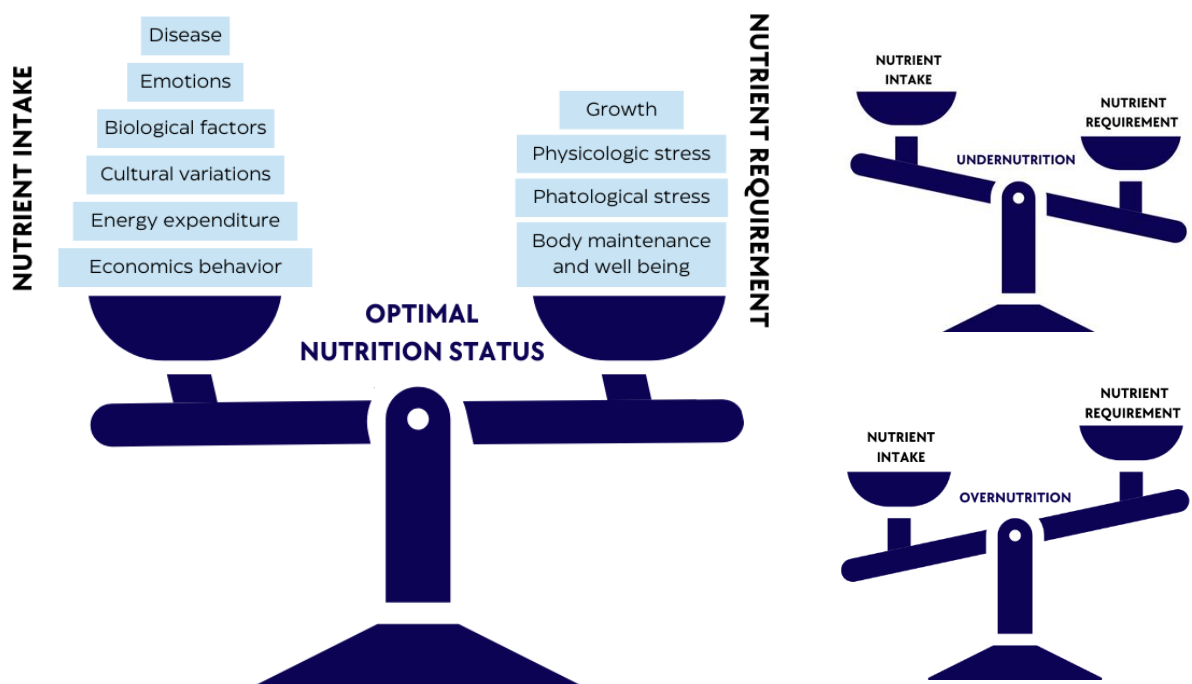 NUTRIENT INTAKE
Disease
Emotions
Biological factors
Cultural variations
Energy expenditure
Economics behavior
OPTIMAL
NUTRITION STATUS
Growth
Physicologic stress
Phatological stress
Body maintenance
and well being
NUTRIENT REQUIREMENT
NUTRIENT
INTAKE
NUTRIENT
REQUIREMENT
UNDERNUTRITION
NUTRIENT
REQUIREMENT
NUTRIENT
INTAKE
OVERNUTRITION